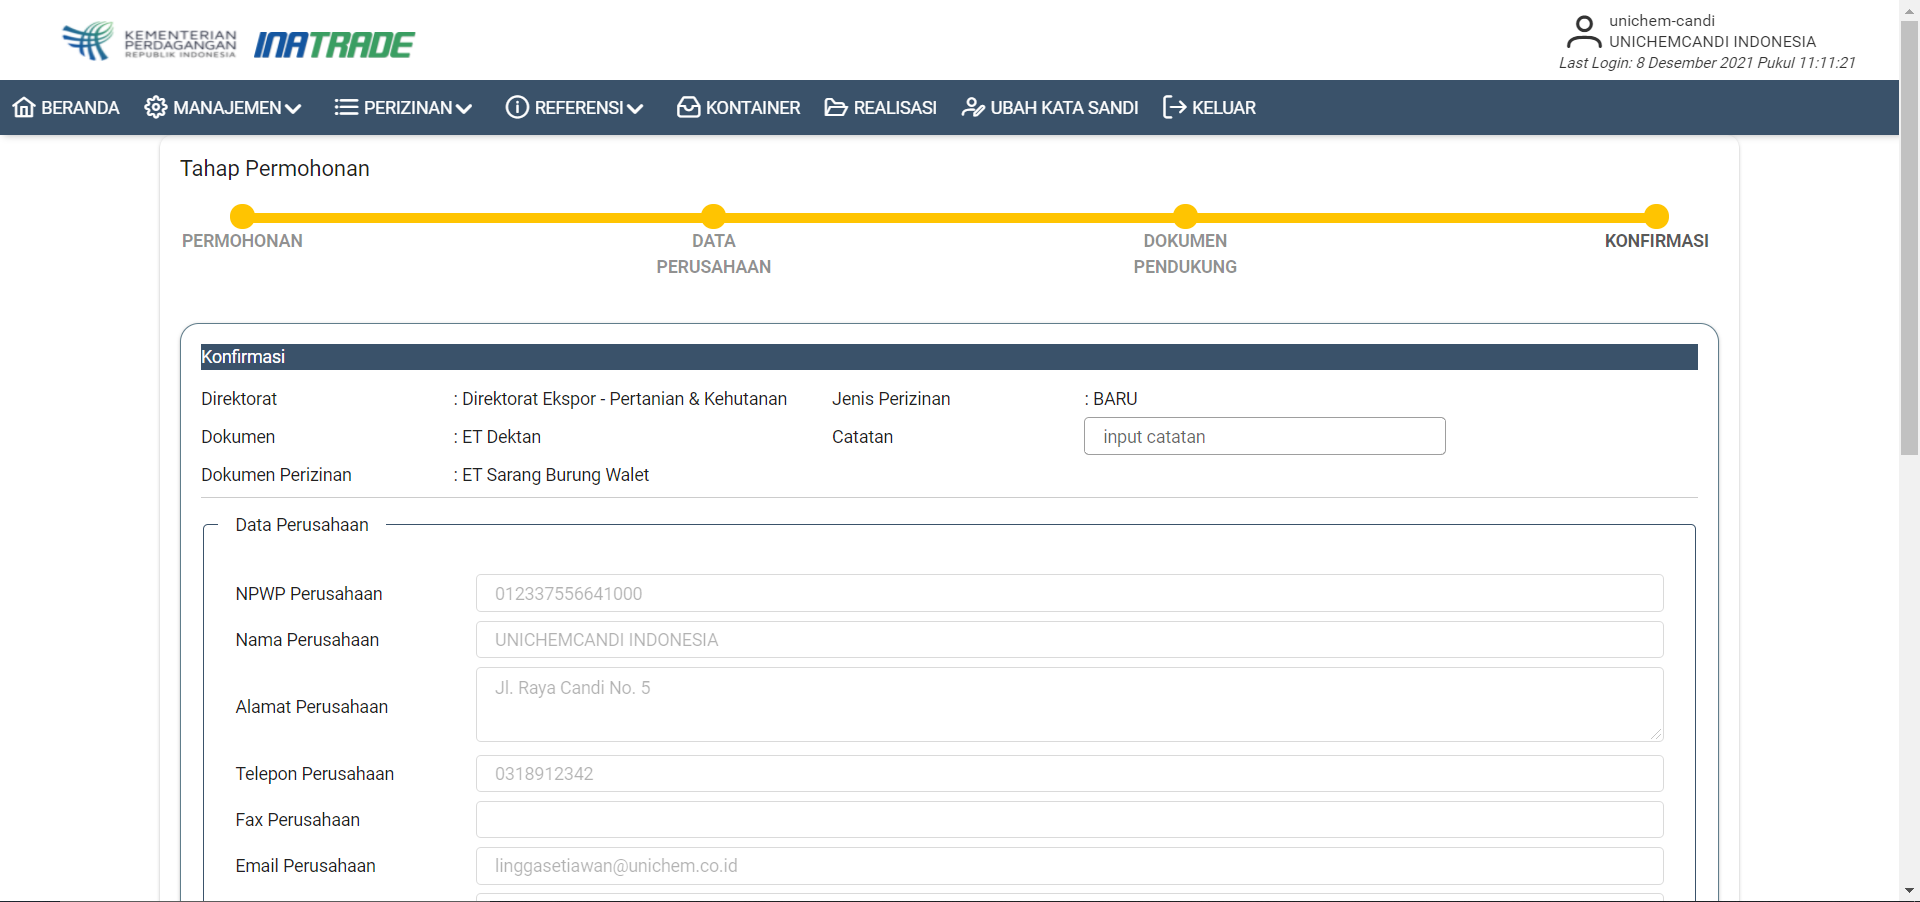 KEMENTERIAN
PERDAGANGAN
REPUBLIK INDONESIA
INATRADE
unichem-candi
UNICHEMCANDI INDONESIA
Last Login: 8 Desember 2021 Pukul 11:11:21
BERANDA MANAJEMEN PERIZINAN REFERENSI KONTAINER REALISASI UBAH KATA SANDI KELUAR
Tahap Permohonan
PERMOHONAN
DATA
PERUSAHAAN
DOKUMEN
PENDUKUNG
KONFIRMASI
Konfirmasi
Direktorat : Direktorat Ekspor - Pertanian & Kehutanan Jenis Perizinan : BARU
Dokumen : ET Dektan Catatan input catatan
Dokumen Perizinan : ET Sarang Burung Walet
Data Perusahaan
NPWP Perusahaan 012337556641000
Nama Perusahaan UNICHEMCANDI INDONESIA
Alamat Perusahaan Jl. Raya Candi No. 5
Telepon Perusahaan 0318912342
Fax Perusahaan
Email Perusahaan linggasetiawan@unichem.co.id